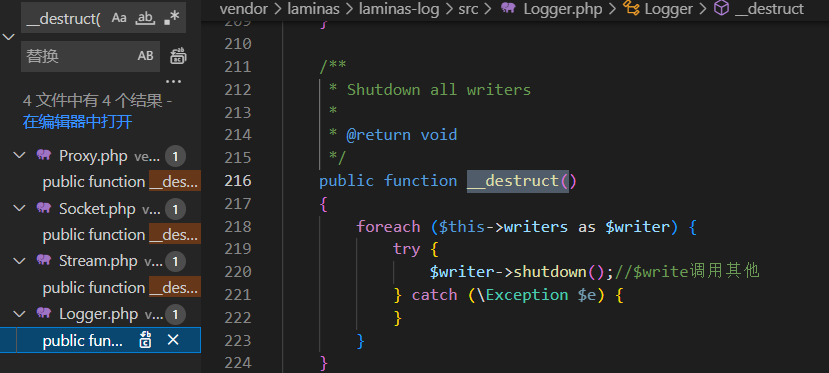 __destruct( Aa ab .*
替换 AB
...
4 文件中有 4 个结果 -
在编辑器中打开
Proxy.php ve... 1
public function __des...
Socket.php v... 1
public function __des...
Stream.php v... 1
public function __des...
Logger.php v... 1
public fun...
vendor > laminas > laminas-log > src > Logger.php > Logger > __destruct
209 }
210
211 /**
212 * Shutdown all writers
213 *
214 * @return void
215 */
216 public function __destruct()
217 {
218 foreach ($this->writers as $writer) {
219 try {
220 $writer->shutdown();//$write调用其他
221 } catch (\Exception $e) {
222 }
223 }
224 }